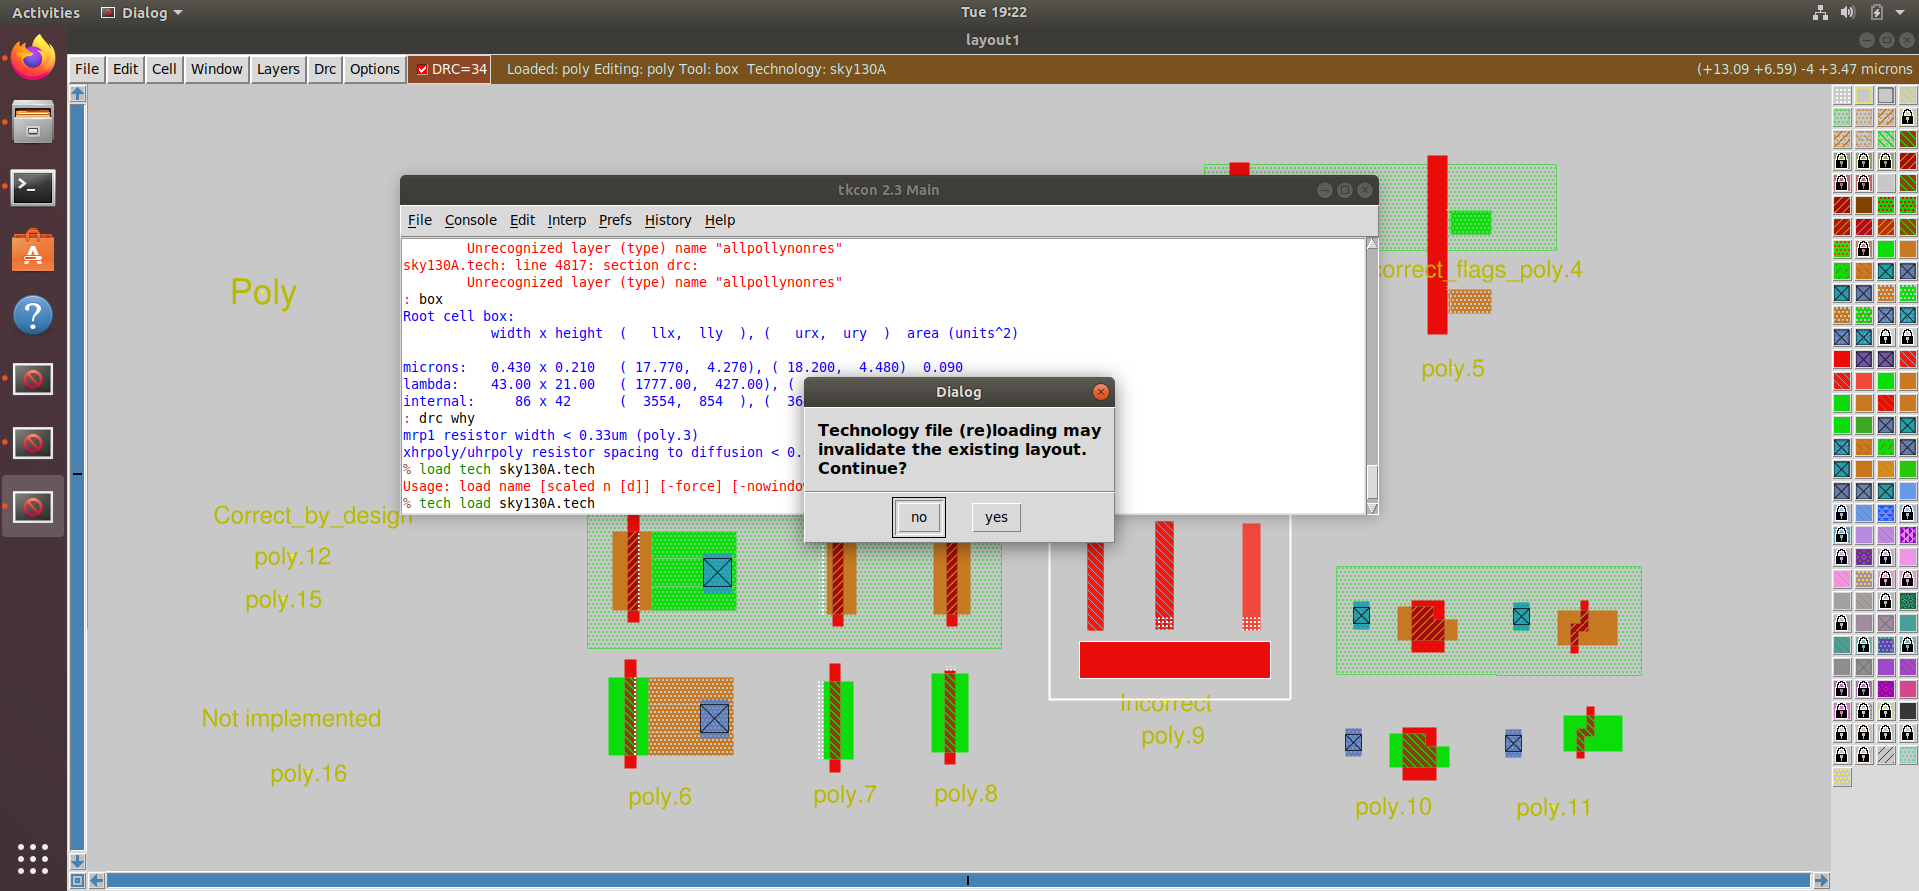 Activities Dialog
Tue 19:22
layout1
File Edit Cell Window Layers Drc Options DRC=34 Loaded: poly Editing: poly Tool: box Technology: sky130A (+13.09 +6.59) -4 +3.47 microns
tkcon 2.3 Main
File Console Edit Interp Prefs History Help
Unrecognized layer (type) name "allpollynonres"
sky130A.tech: line 4817: section drc:
Unrecognized layer (type) name "allpollynonres"
: box
Root cell box:
width x height ( llx, lly ), ( urx, ury ) area (units^2)
microns: 0.430 x 0.210 ( 17.770, 4.270), ( 18.200, 4.480) 0.090
lambda: 43.00 x 21.00 ( 1777.00, 427.00), (
internal: 86 x 42 ( 3554, 854 ), ( 36
: drc why
mrp1 resistor width < 0.33um (poly.3)
xhrpoly/uhrpoly resistor spacing to diffusion < 0.
% load tech sky130A.tech
Usage: load name [scaled n [d]] [-force] [-nowindow
% tech load sky130A.tech
Dialog
Technology file (re)loading may
invalidate the existing layout.
Continue?
no yes
Poly
correct_flags_poly.4
poly.5
Correct_by_design
poly.12
poly.15
Not implemented
poly.16
poly.6
poly.7
poly.8
Incorrect
poly.9
poly.10
poly.11